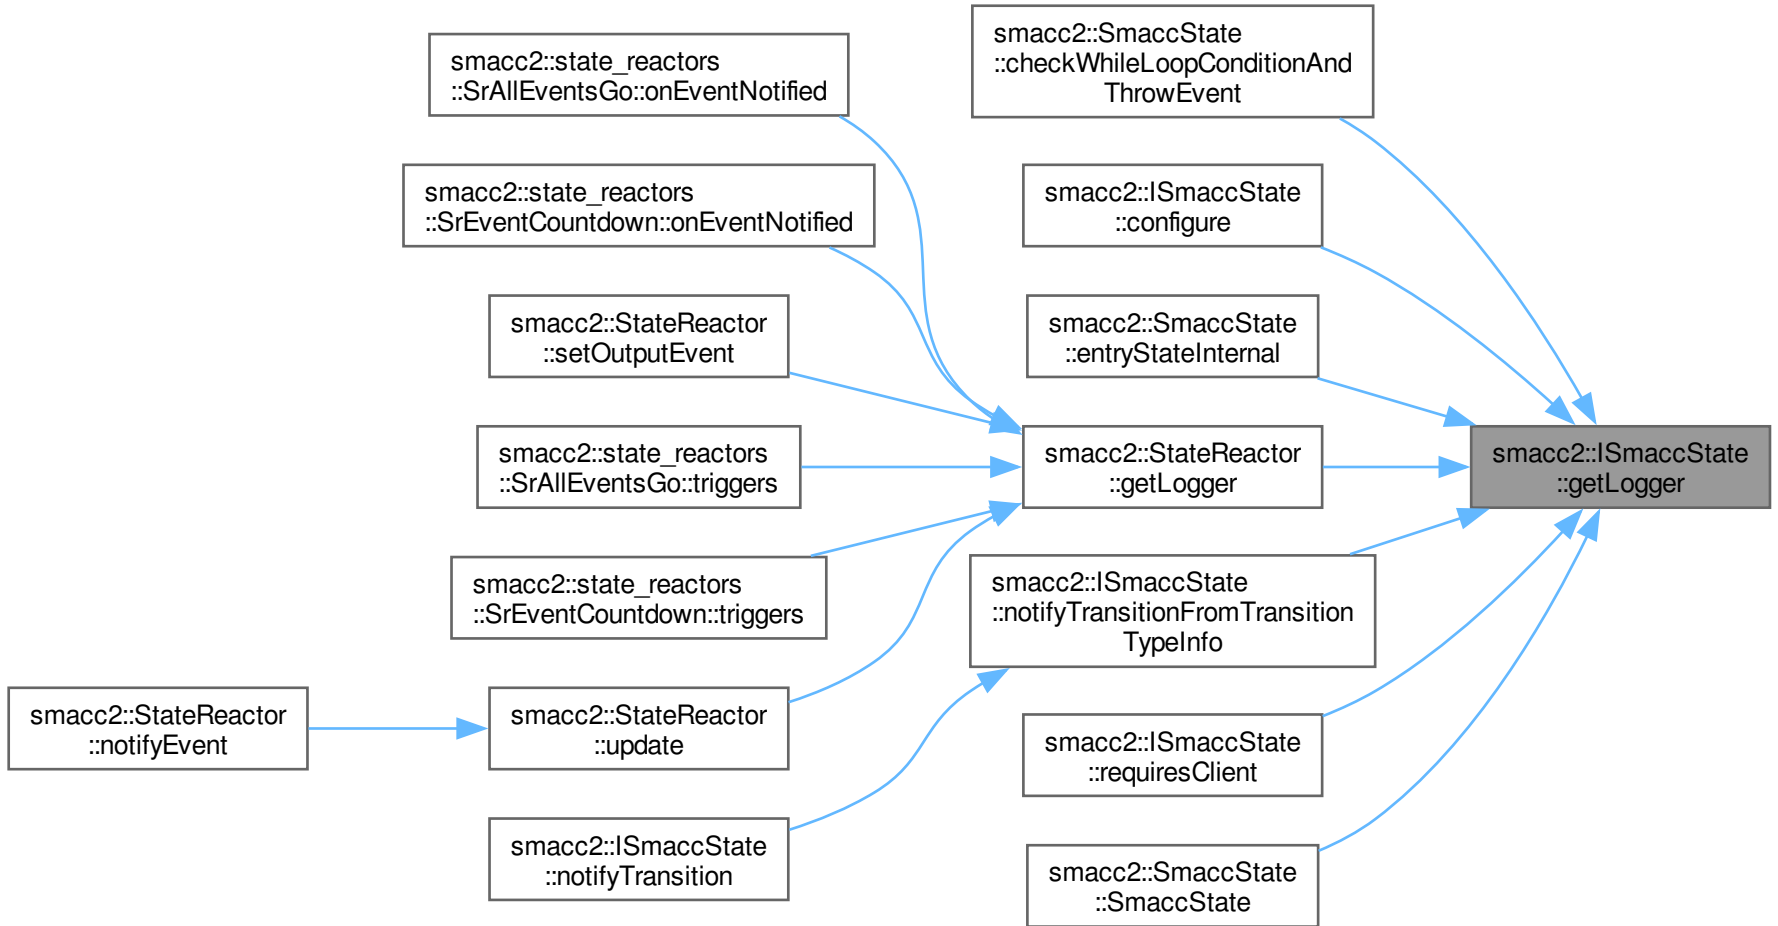 smacc2::state_reactors
::SrAllEventsGo::onEventNotified
smacc2::state_reactors
::SrEventCountdown::onEventNotified
smacc2::StateReactor
::setOutputEvent
smacc2::state_reactors
::SrAllEventsGo::triggers
smacc2::state_reactors
::SrEventCountdown::triggers
smacc2::StateReactor
::notifyEvent
smacc2::StateReactor
::update
smacc2::ISmaccState
::notifyTransition
smacc2::SmaccState
::checkWhileLoopConditionAnd
ThrowEvent
smacc2::ISmaccState
::configure
smacc2::SmaccState
::entryStateInternal
smacc2::StateReactor
::getLogger
smacc2::ISmaccState
::notifyTransitionFromTransition
TypeInfo
smacc2::ISmaccState
::requiresClient
smacc2::SmaccState
::SmaccState
smacc2::ISmaccState
::getLogger